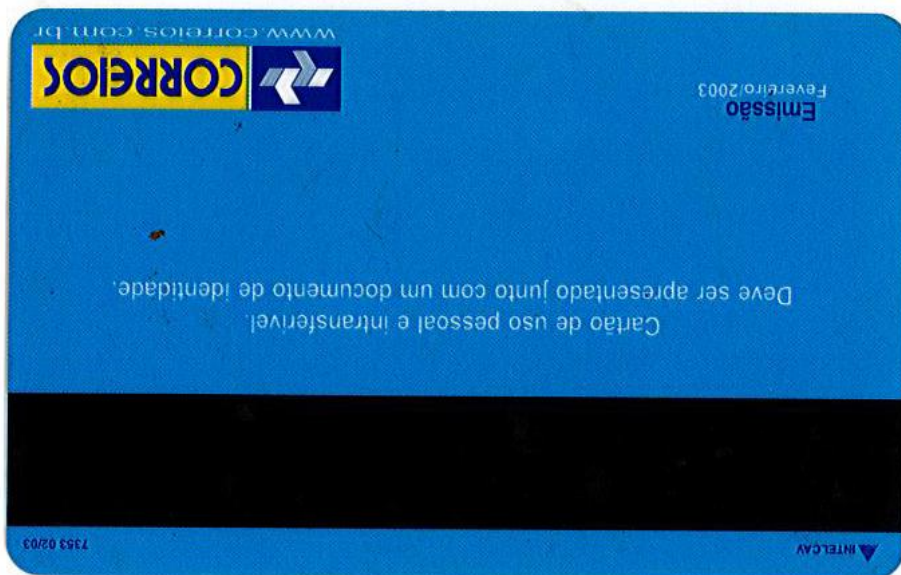 INTELCAV
7353 02/03
Cartão de uso pessoal e intransferível.
Deve ser apresentado junto com um documento de identidade.
Emissão
Fevereiro/2003
CORREIOS
www.correios.com.br